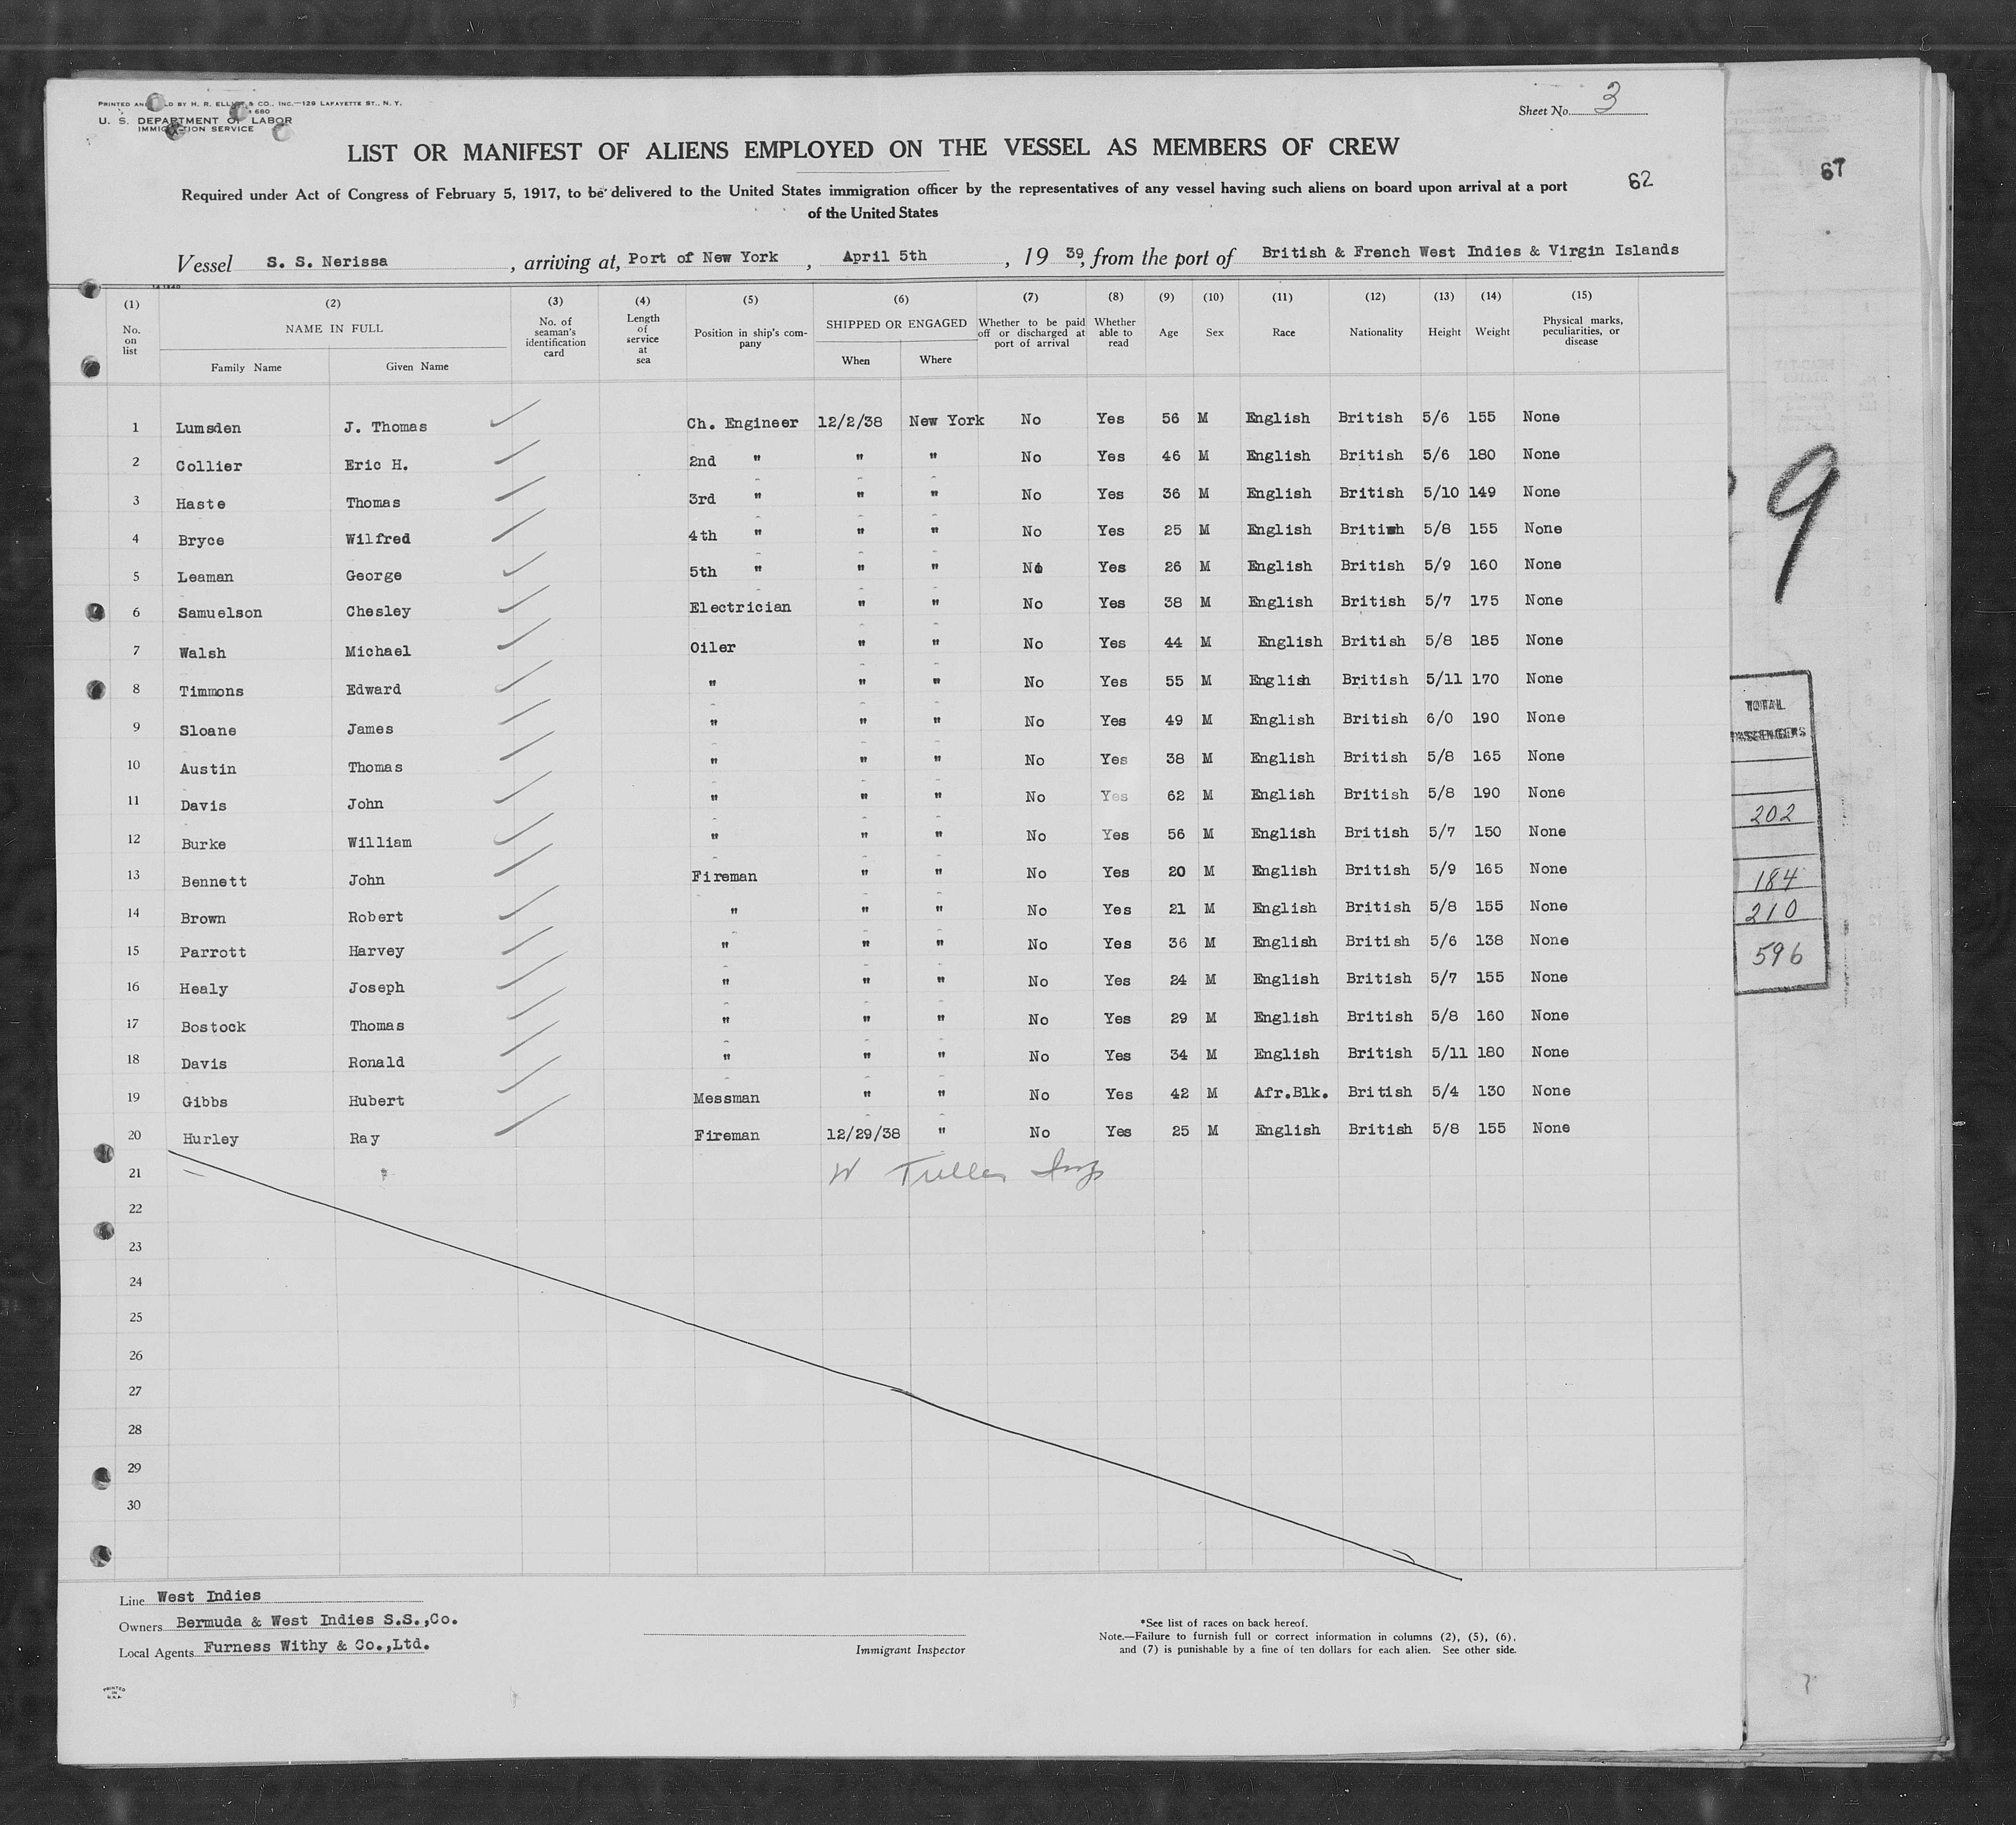 U. S. DEPARTMENT OF LABOR
Sheet No. 3
LIST OR MANIFEST OF ALIENS EMPLOYED ON THE VESSEL AS MEMBERS OF CREW
62
67
Required under Act of Congress of February 5, 1917, to be delivered to the United States immigration officer by the representatives of any vessel having such aliens on board upon arrival at a port
of the United States
Vessel S. S. Nerissa , arriving at, Port of New York , April 5th , 19 39, from the port of British & French West Indies & Virgin Islands
(1) (2) (3) (4) (5) (6) (7) (8) (9) (10) (11) (12) (13) (14) (15)
No. on list NAME IN FULL Family Name Given Name No. of seaman's identification card Length of service at sea Position in ship's company SHIPPED OR ENGAGED When Where Whether to be paid off or discharged at port of arrival Whether able to read Age Sex Race Nationality Height Weight Physical marks, peculiarities, or disease
1 Lumsden J. Thomas Ch. Engineer 12/2/38 New York No Yes 56 M English British 5/6 155 None
2 Collier Eric H. 2nd " " " No Yes 46 M English British 5/6 180 None
3 Haste Thomas 3rd " " " No Yes 36 M English British 5/10 149 None
4 Bryce Wilfred 4th " " " No Yes 25 M English British 5/8 155 None
5 Leaman George 5th " " " No Yes 26 M English British 5/9 160 None
6 Samuelson Chesley Electrician " " No Yes 38 M English British 5/7 175 None
7 Walsh Michael Oiler " " No Yes 44 M English British 5/8 185 None
8 Timmons Edward " " " No Yes 55 M English British 5/11 170 None
9 Sloane James " " " No Yes 49 M English British 6/0 190 None
10 Austin Thomas " " " No Yes 38 M English British 5/8 165 None
11 Davis John " " " No Yes 62 M English British 5/8 190 None
12 Burke William " " " No Yes 56 M English British 5/7 150 None
13 Bennett John Fireman " " No Yes 20 M English British 5/9 165 None
14 Brown Robert " " " No Yes 21 M English British 5/8 155 None
15 Parrott Harvey " " " No Yes 36 M English British 5/6 138 None
16 Healy Joseph " " " No Yes 24 M English British 5/7 155 None
17 Bostock Thomas " " " No Yes 29 M English British 5/8 160 None
18 Davis Ronald " " " No Yes 34 M English British 5/11 180 None
19 Gibbs Hubert Messman " " No Yes 42 M Afr.Blk. British 5/4 130 None
20 Hurley Ray Fireman 12/29/38 " No Yes 25 M English British 5/8 155 None
21
22
23
24
25
26
27
28
29
30
9
TOTAL
PASSENGERS
202
184
210
596
Line West Indies
Owners Bermuda & West Indies S.S.,Co.
Local Agents Furness Withy & Co.,Ltd.
Immigrant Inspector
*See list of races on back hereof.
Note.—Failure to furnish full or correct information in columns (2), (5), (6),
and (7) is punishable by a fine of ten dollars for each alien. See other side.
PRINTED
IN
U.S.A.